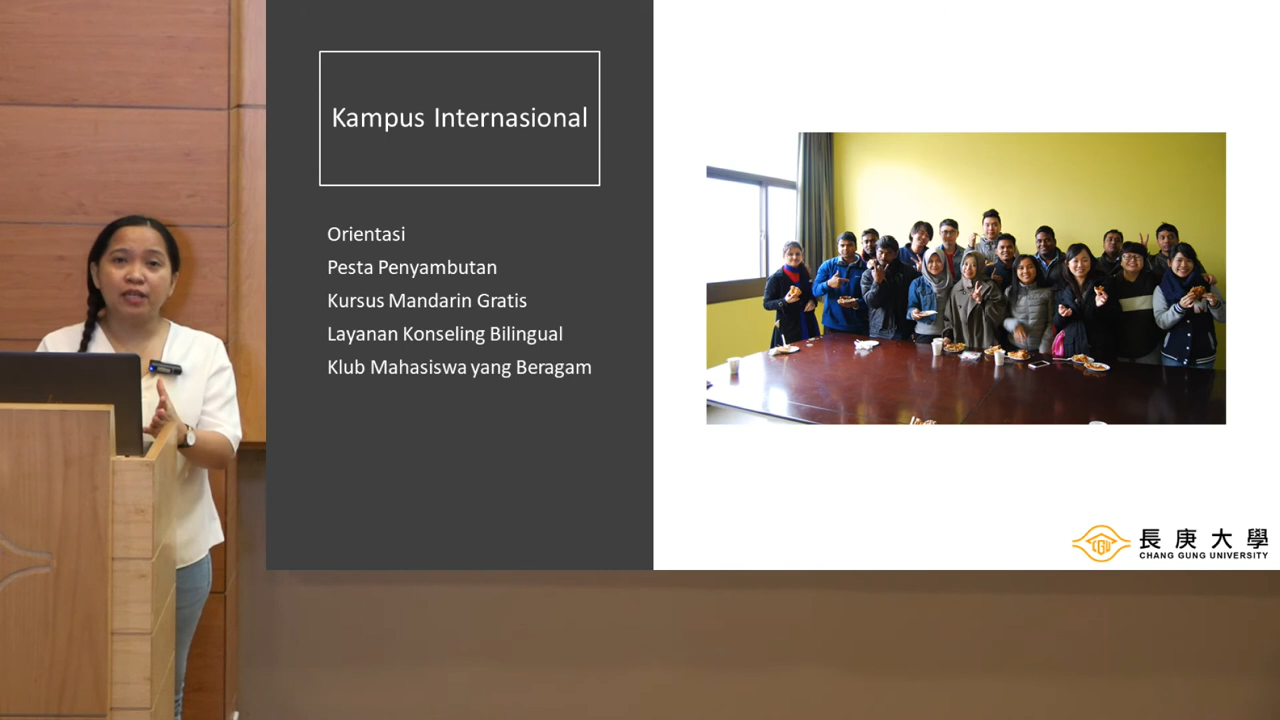 Kampus Internasional
Orientasi
Pesta Penyambutan
Kursus Mandarin Gratis
Layanan Konseling Bilingual
Klub Mahasiswa yang Beragam
CGU
長庚大學
CHANG GUNG UNIVERSITY